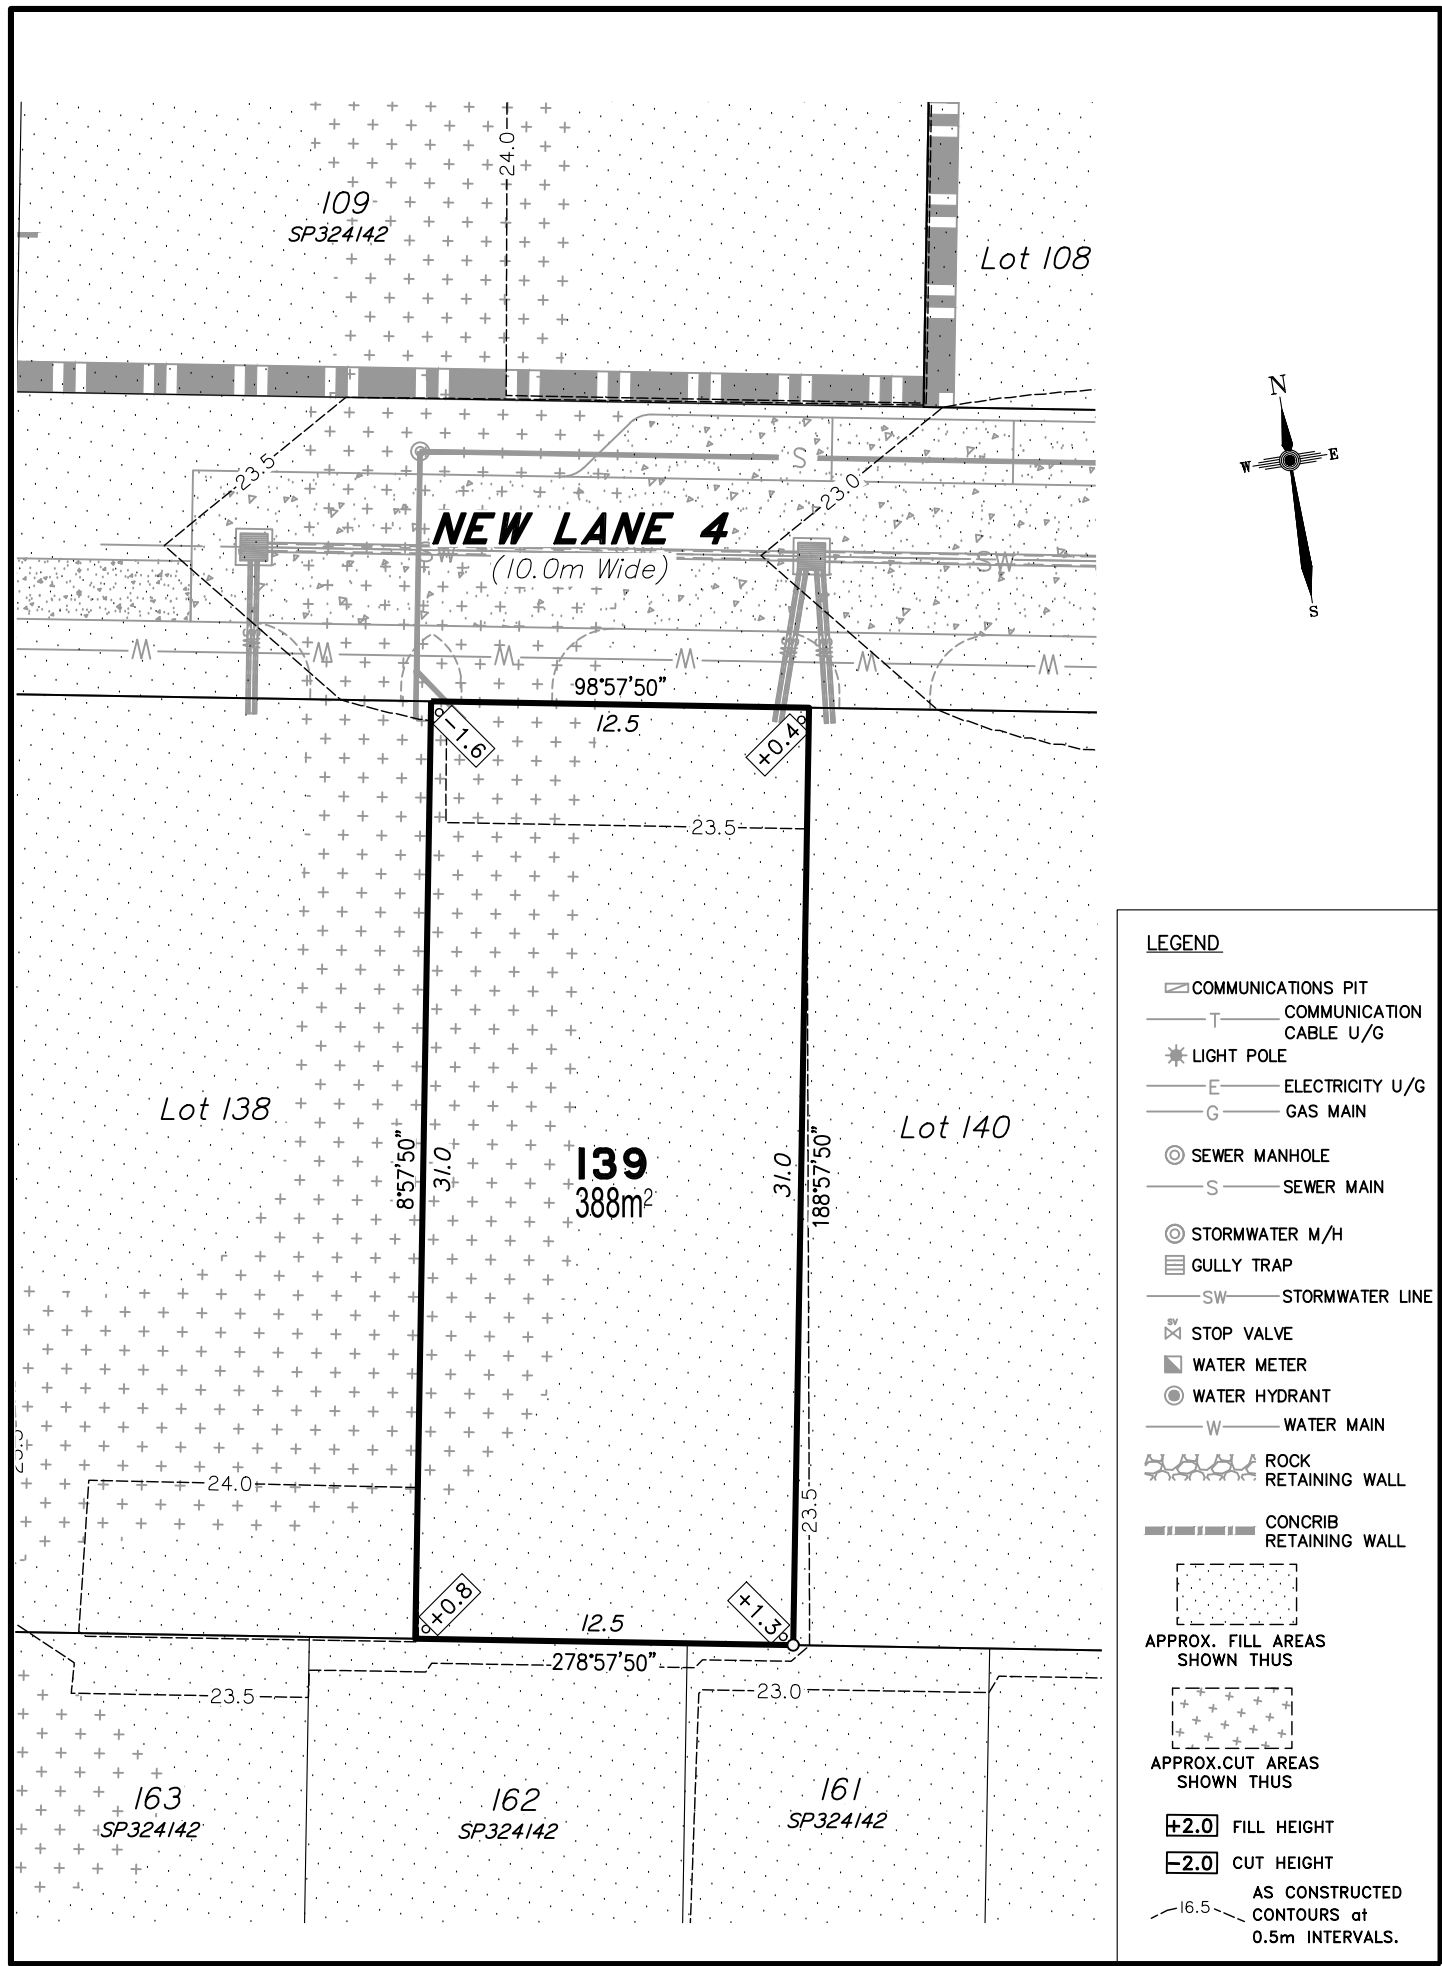 24.0
109
SP324142
Lot 108
N
W
E
S
23.5
S
23.0
NEW LANE 4
SW
(10.0m Wide)
SW
W
W
W
W
W
W
98°57'50"
12.5
-1.6
+0.4
23.5
LEGEND
COMMUNICATIONS PIT
T
COMMUNICATION
CABLE U/G
LIGHT POLE
E
ELECTRICITY U/G
G
GAS MAIN
SEWER MANHOLE
S
SEWER MAIN
STORMWATER M/H
GULLY TRAP
SW
STORMWATER LINE
SV
STOP VALVE
WATER METER
WATER HYDRANT
W
WATER MAIN
ROCK
RETAINING WALL
CONCRIB
RETAINING WALL
APPROX. FILL AREAS
SHOWN THUS
APPROX.CUT AREAS
SHOWN THUS
+2.0
FILL HEIGHT
-2.0
CUT HEIGHT
16.5
AS CONSTRUCTED
CONTOURS at
0.5m INTERVALS.
Lot 138
8°57'50"
31.0
139
388m²
31.0
188°57'50"
Lot 140
24.0
23.5
+0.8
12.5
+1.3
278°57'50"
23.5
23.0
163
SP324142
162
SP324142
161
SP324142